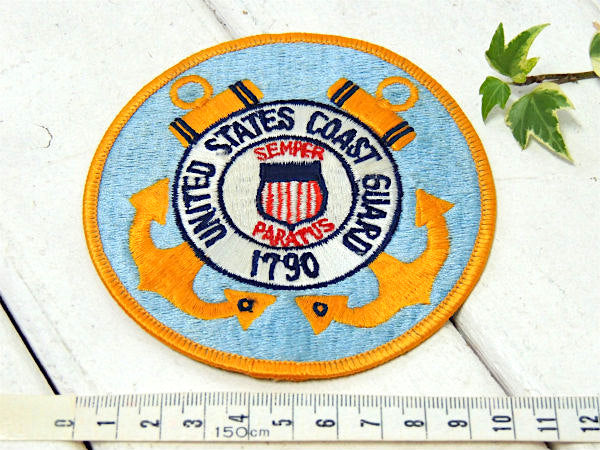 UNITED STATES COAST GUARD
SEMPER
PARATUS
1790
0 1 2 3 4 5 6 7 8 9 10 11 12
150cm